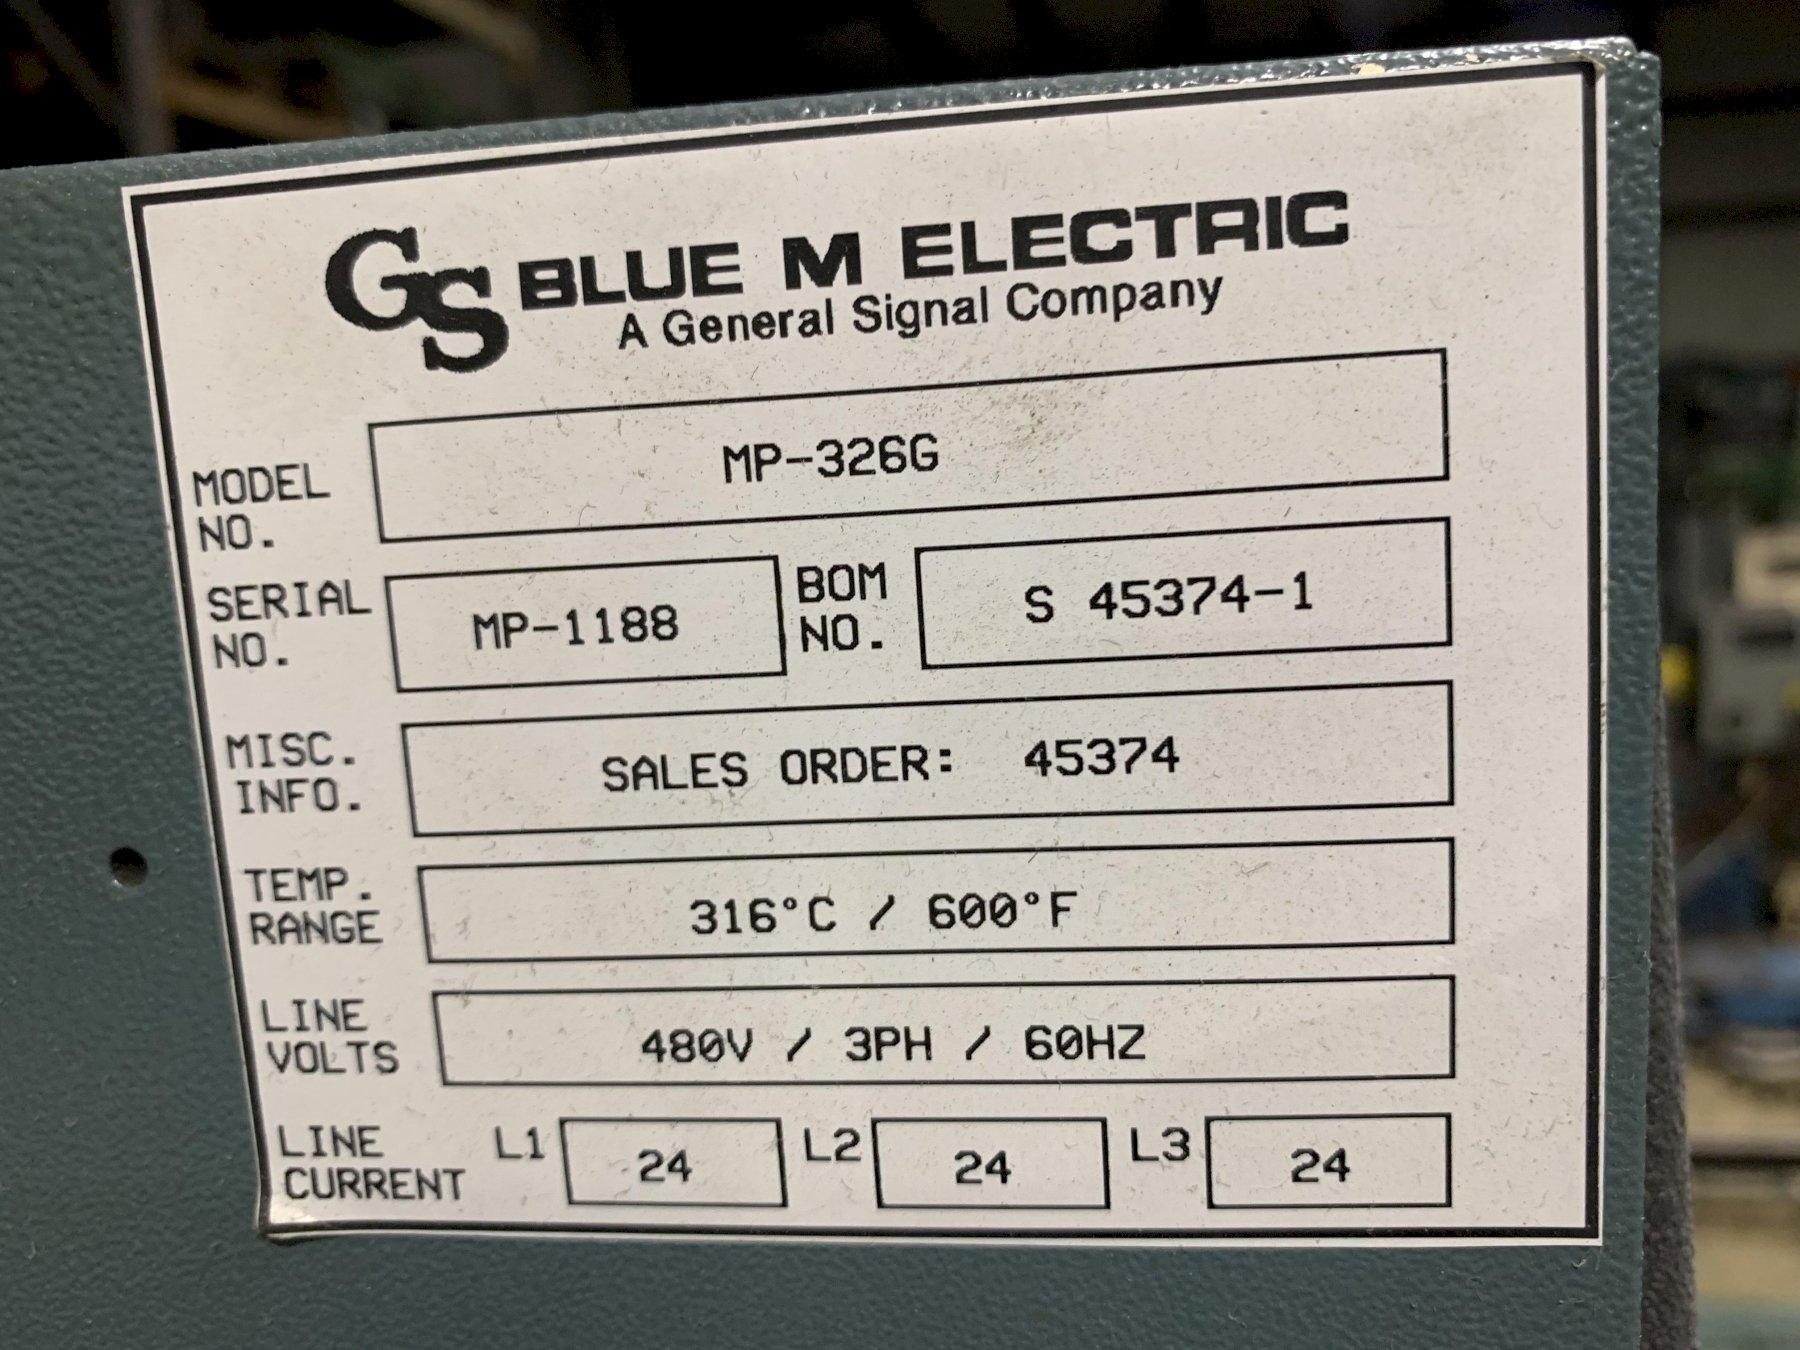 GS BLUE M ELECTRIC
A General Signal Company
MODEL NO. MP-326G
SERIAL NO. MP-1188 BOM NO. S 45374-1
MISC. INFO. SALES ORDER: 45374
TEMP. RANGE 316°C / 600°F
LINE VOLTS 480V / 3PH / 60HZ
LINE CURRENT L1 24 L2 24 L3 24